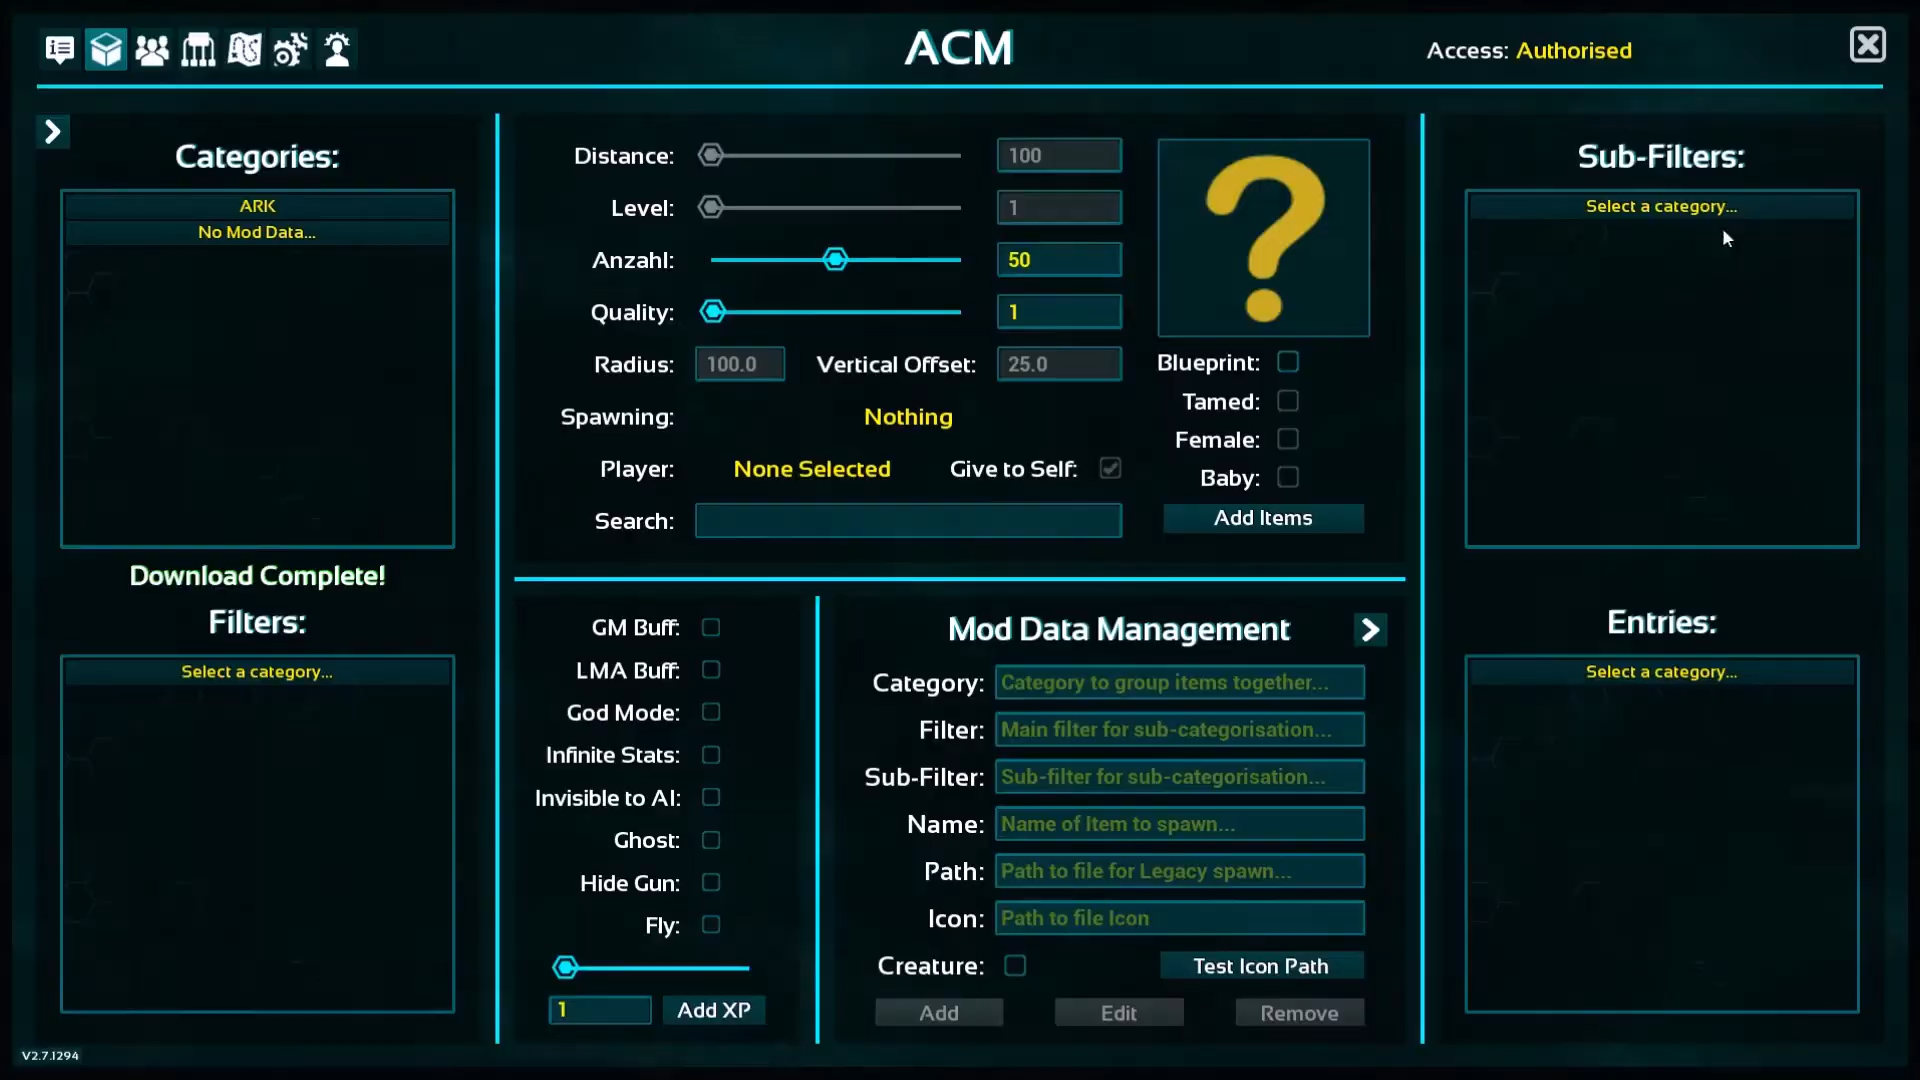 ACM
Access: Authorised
Categories:
ARK
No Mod Data...
Download Complete!
Filters:
Select a category...
Distance: 100
Level: 1
Anzahl: 50
Quality: 1
Radius: 100.0 Vertical Offset: 25.0
Spawning: Nothing
Player: None Selected Give to Self:
Search:
?
Blueprint:
Tamed:
Female:
Baby:
Add Items
GM Buff:
LMA Buff:
God Mode:
Infinite Stats:
Invisible to AI:
Ghost:
Hide Gun:
Fly:
1 Add XP
Mod Data Management
Category: Category to group items together...
Filter: Main filter for sub-categorisation...
Sub-Filter: Sub-filter for sub-categorisation...
Name: Name of Item to spawn...
Path: Path to file for Legacy spawn...
Icon: Path to file Icon
Creature: Test Icon Path
Add Edit Remove
Sub-Filters:
Select a category...
Entries:
Select a category...
V2.7.1294